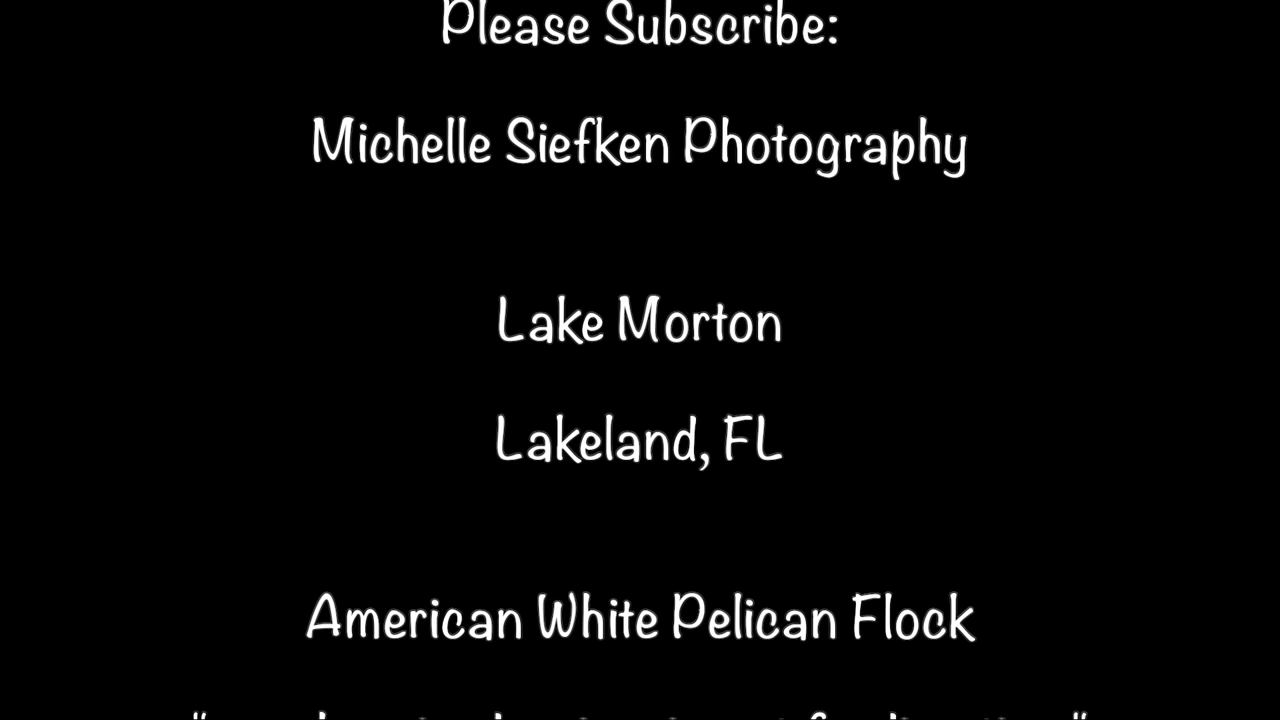 Please Subscribe:
Michelle Siefken Photography
Lake Morton
Lakeland, FL
American White Pelican Flock